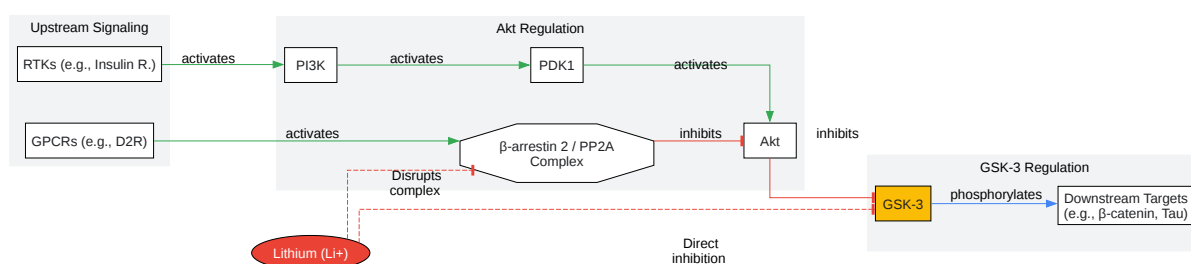 Upstream Signaling
Akt Regulation
RTKs (e.g., Insulin R.)
activates
PI3K
activates
PDK1
activates
GPCRs (e.g., D2R)
activates
β-arrestin 2 / PP2A
Complex
inhibits
Akt
inhibits
Disrupts
complex
GSK-3 Regulation
GSK-3
phosphorylates
Downstream Targets
(e.g., β-catenin, Tau)
Lithium (Li+)
Direct
inhibition